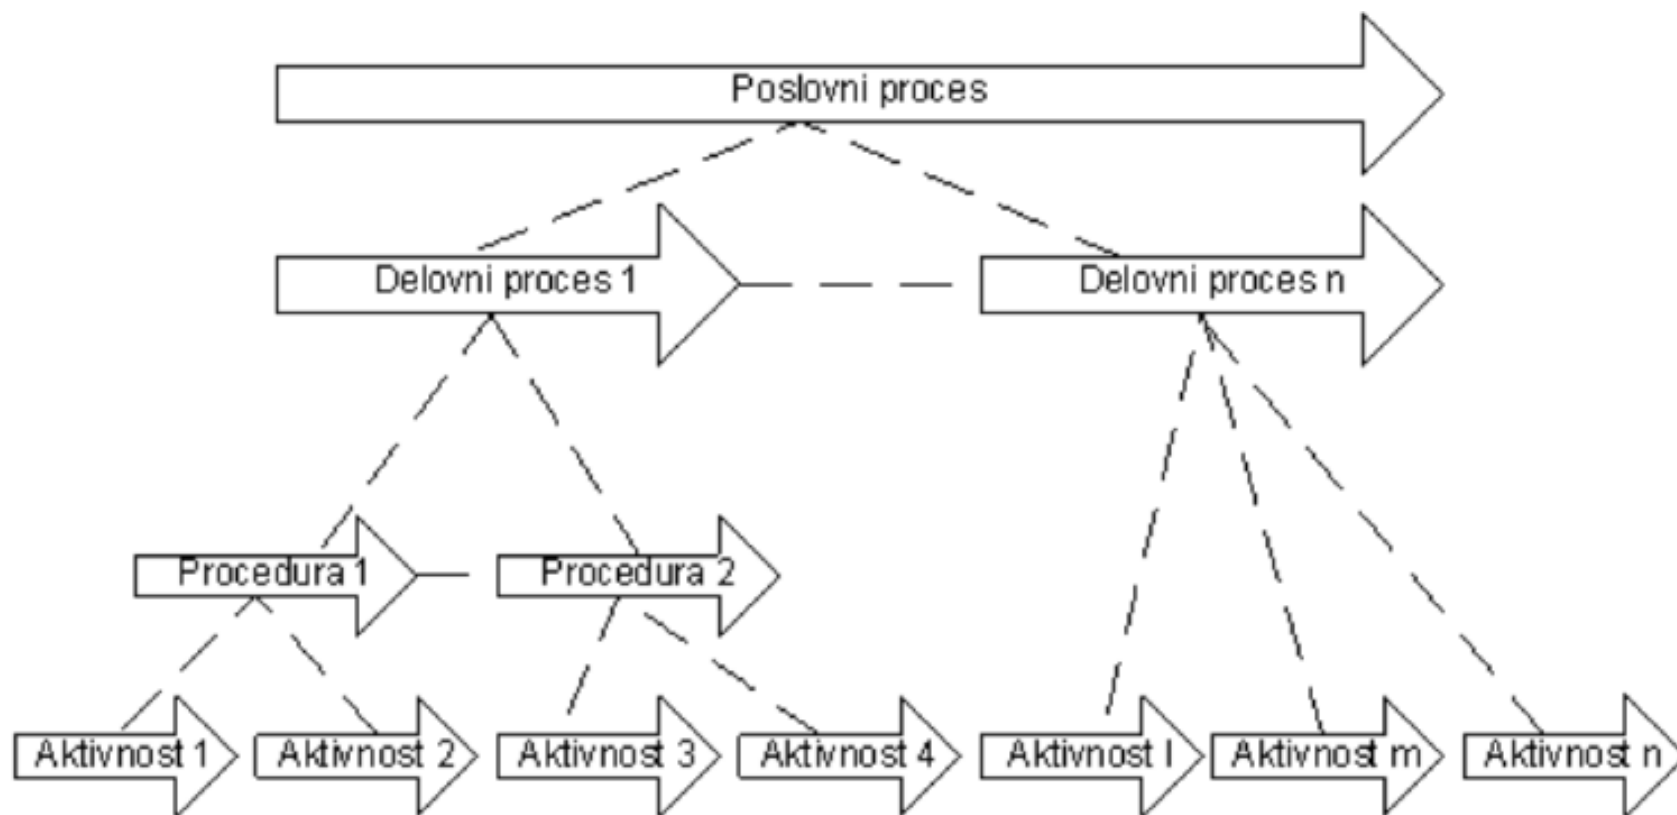 Poslovni proces
Delovni proces 1
Delovni proces n
Procedura 1
Procedura 2
Aktivnost 1
Aktivnost 2
Aktivnost 3
Aktivnost 4
Aktivnost l
Aktivnost m
Aktivnost n